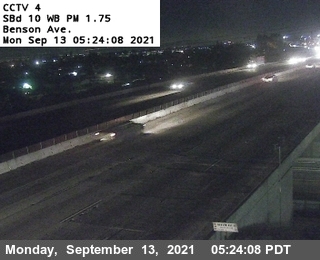 CCTV 4
SBd 10 WB PM 1.75
Benson Ave.
Mon Sep 13 05:24:08 2021
Monday, September 13, 2021 05:24:08 PDT